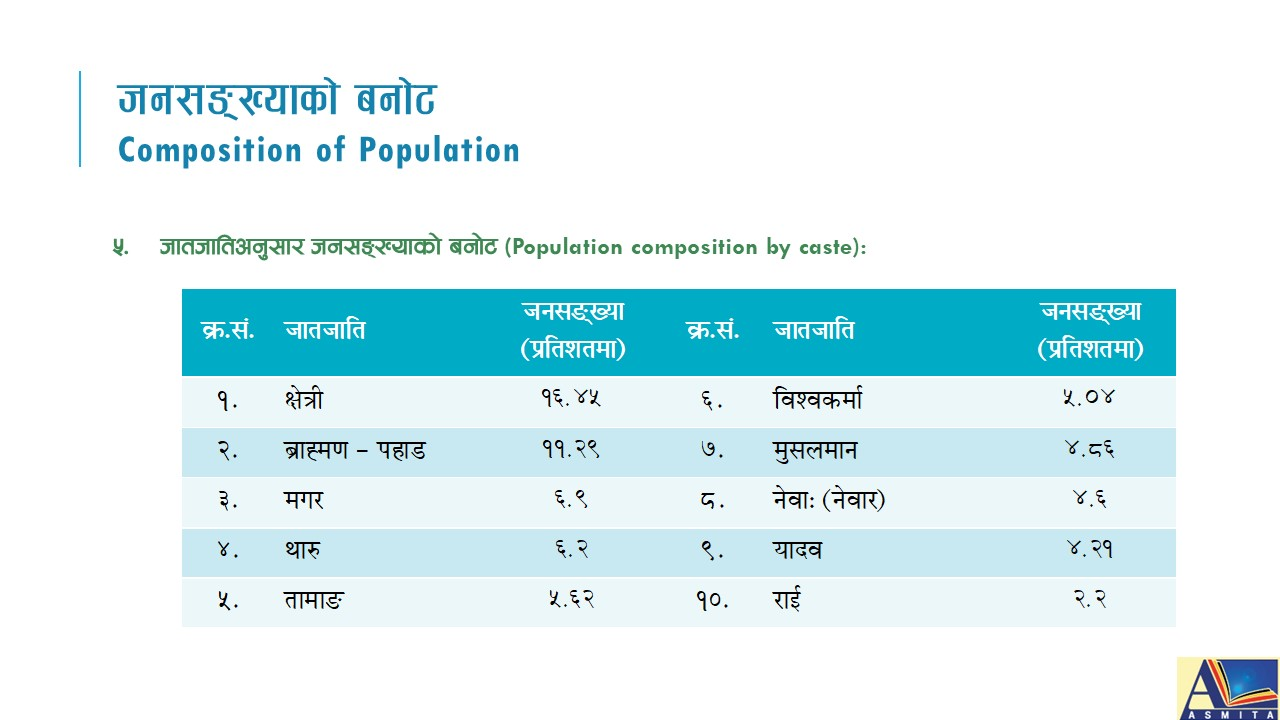 जनसङ्ख्याको बनोट
Composition of Population
५. जातजातिअनुसार जनसङ्ख्याको बनोट (Population composition by caste):
क्र.सं. जातजाति जनसङ्ख्या (प्रतिशतमा) क्र.सं. जातजाति जनसङ्ख्या (प्रतिशतमा)
१. क्षेत्री १६.४५ ६. विश्वकर्मा ५.०४
२. ब्राह्मण – पहाड ११.२९ ७. मुसलमान ४.८६
३. मगर ६.९ ८. नेवाः (नेवार) ४.६
४. थारु ६.२ ९. यादव ४.२१
५. तामाङ ५.६२ १०. राई २.२
ASMITA